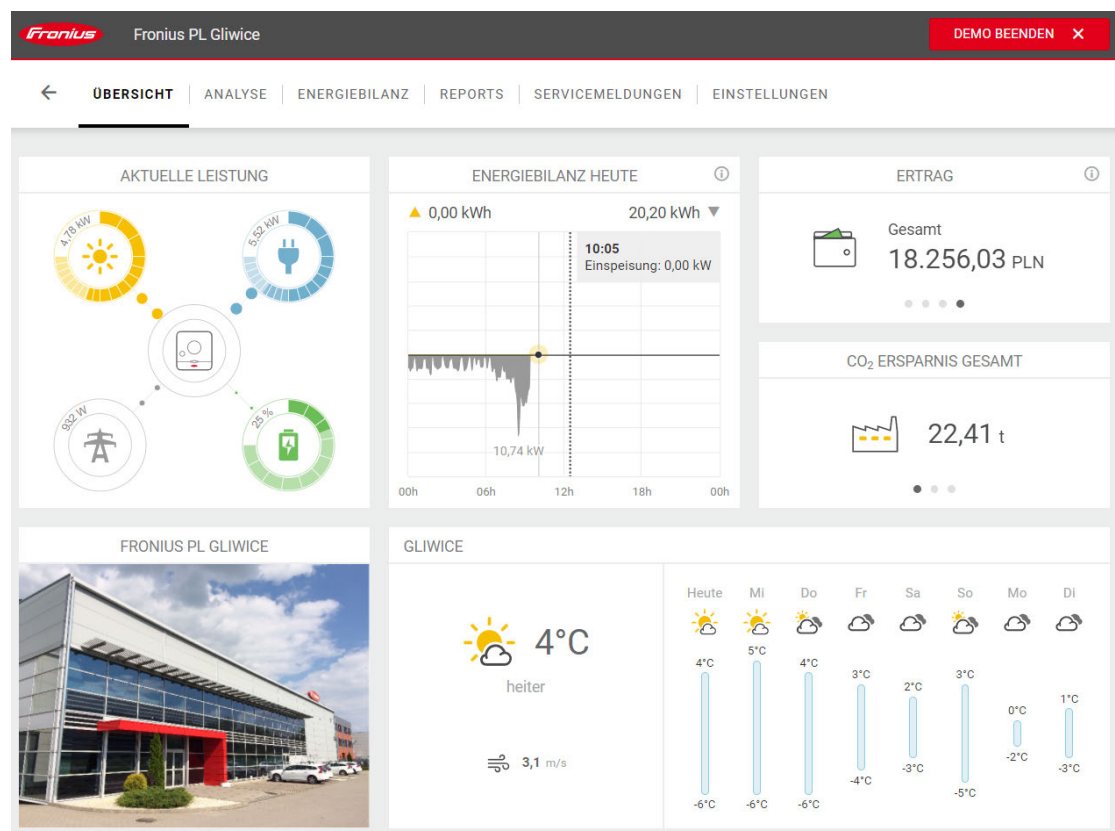 Fronius
Fronius PL Gliwice
DEMO BEENDEN X
ÜBERSICHT ANALYSE ENERGIEBILANZ REPORTS SERVICEMELDUNGEN EINSTELLUNGEN
AKTUELLE LEISTUNG
4,78 kW
5,52 kW
932 W
25 %
ENERGIEBILANZ HEUTE
0,00 kWh 20,20 kWh
10:05
Einspeisung: 0,00 kW
10,74 kW
00h 06h 12h 18h 00h
ERTRAG
Gesamt
18.256,03 PLN
CO₂ ERSPARNIS GESAMT
22,41 t
FRONIUS PL GLIWICE
GLIWICE
4°C
heiter
3,1 m/s
Heute Mi Do Fr Sa So Mo Di
4°C 5°C 4°C 3°C 2°C 3°C 0°C 1°C
-6°C -6°C -6°C -4°C -3°C -5°C -2°C -3°C